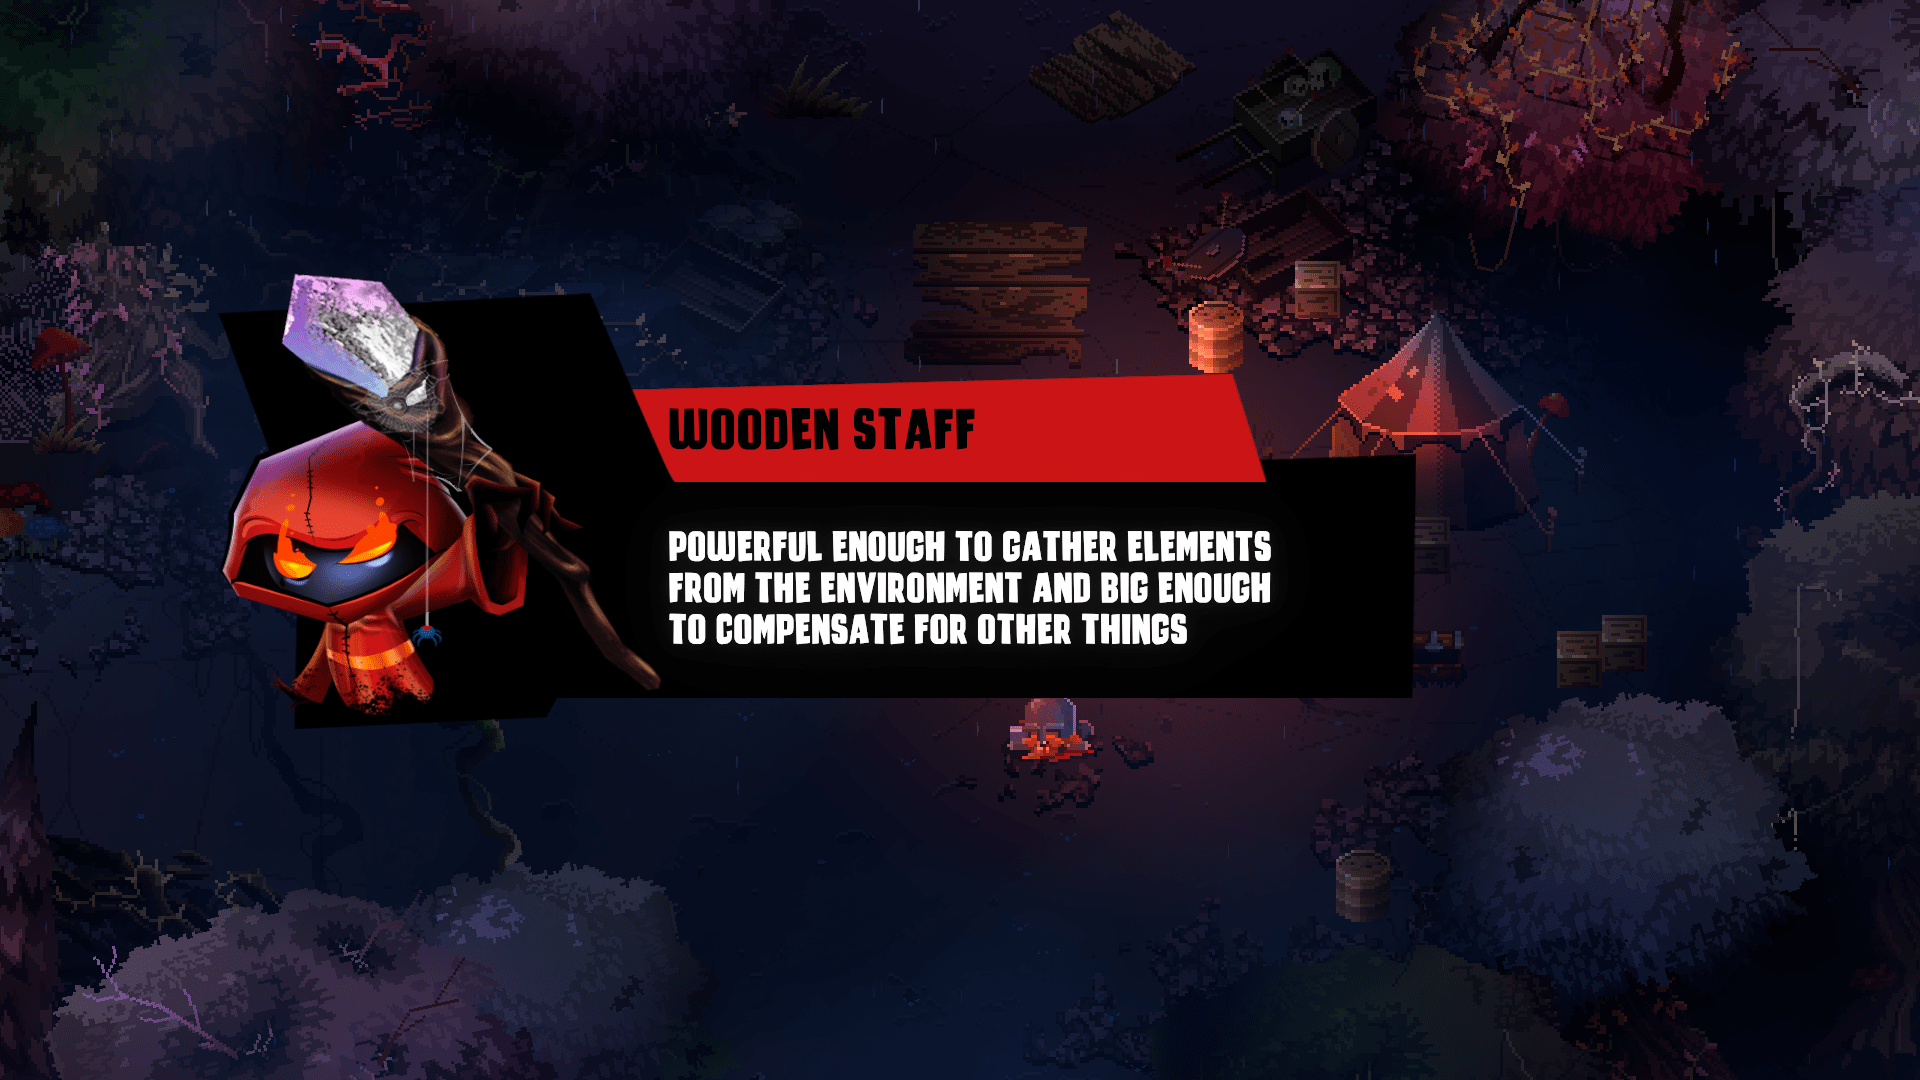 WOODEN STAFF
POWERFUL ENOUGH TO GATHER ELEMENTS
FROM THE ENVIRONMENT AND BIG ENOUGH
TO COMPENSATE FOR OTHER THINGS